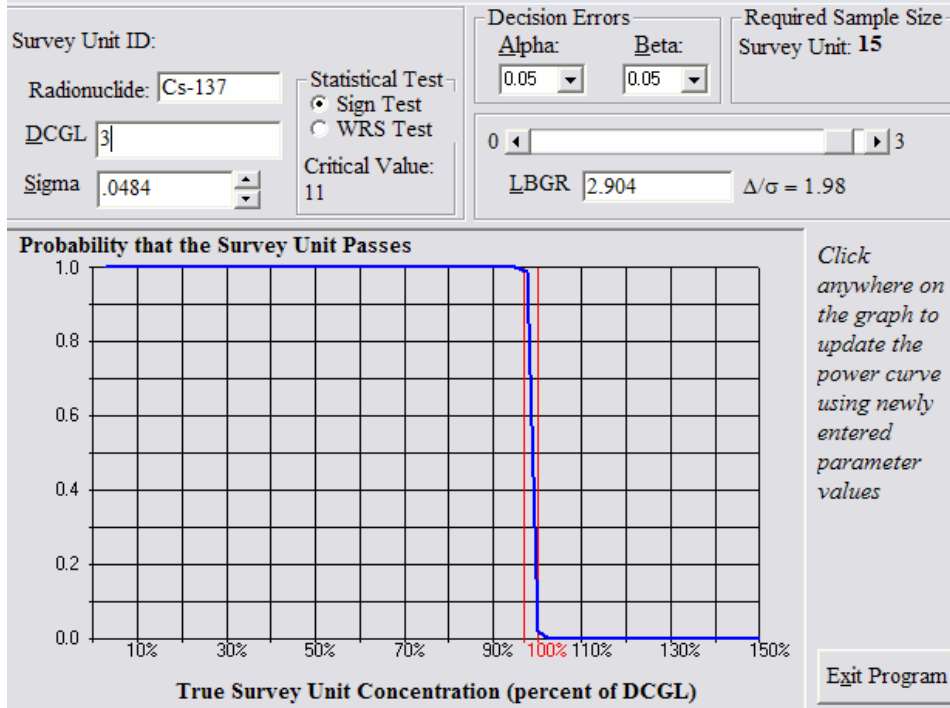 Survey Unit ID:
Radionuclide: Cs-137
DCGL 3
Sigma .0484
Statistical Test
Sign Test
WRS Test
Critical Value:
11
Decision Errors
Alpha: Beta:
0.05 0.05
Required Sample Size
Survey Unit: 15
0 3
LBGR 2.904 Δ/σ = 1.98
Probability that the Survey Unit Passes
1.0
0.8
0.6
0.4
0.2
0.0
10% 30% 50% 70% 90% 100% 110% 130% 150%
True Survey Unit Concentration (percent of DCGL)
Click
anywhere on
the graph to
update the
power curve
using newly
entered
parameter
values
Exit Program